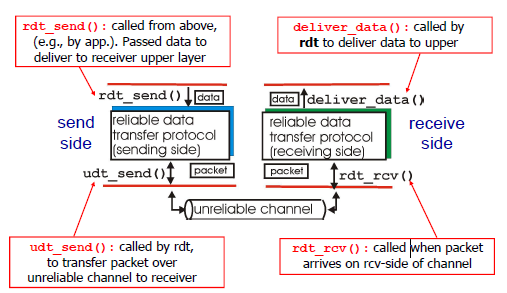 rdt_send(): called from above,
(e.g., by app.). Passed data to
deliver to receiver upper layer
deliver_data(): called by
rdt to deliver data to upper
rdt_send()
data
data
deliver_data()
send
side
reliable data
transfer protocol
(sending side)
reliable data
transfer protocol
(receiving side)
receive
side
udt_send()
packet
packet
rdt_rcv()
unreliable channel
udt_send(): called by rdt,
to transfer packet over
unreliable channel to receiver
rdt_rcv(): called when packet
arrives on rcv-side of channel